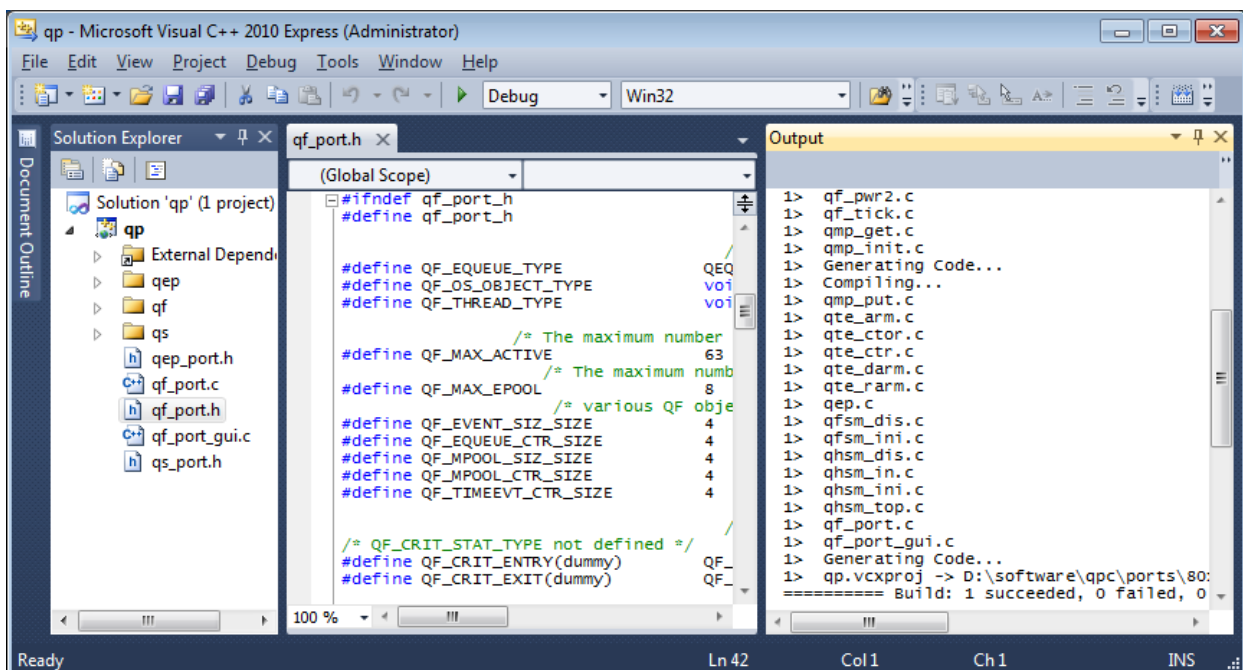 qp - Microsoft Visual C++ 2010 Express (Administrator)
File Edit View Project Debug Tools Window Help
Debug Win32
Document Outline
Solution Explorer
Solution 'qp' (1 project)
qp
External Depend
qep
qf
qs
qep_port.h
qf_port.c
qf_port.h
qf_port_gui.c
qs_port.h
qf_port.h
(Global Scope)
#ifndef qf_port_h
#define qf_port_h
/
#define QF_EQUEUE_TYPE QEQ
#define QF_OS_OBJECT_TYPE voi
#define QF_THREAD_TYPE voi
/* The maximum number
#define QF_MAX_ACTIVE 63
/* The maximum numb
#define QF_MAX_EPOOL 8
/* various QF obje
#define QF_EVENT_SIZ_SIZE 4
#define QF_EQUEUE_CTR_SIZE 4
#define QF_MPOOL_SIZ_SIZE 4
#define QF_MPOOL_CTR_SIZE 4
#define QF_TIMEEVT_CTR_SIZE 4
/
/* QF_CRIT_STAT_TYPE not defined */
#define QF_CRIT_ENTRY(dummy) QF_
#define QF_CRIT_EXIT(dummy) QF_
100 %
Output
1> qf_pwr2.c
1> qf_tick.c
1> qmp_get.c
1> qmp_init.c
1> Generating Code...
1> Compiling...
1> qmp_put.c
1> qte_arm.c
1> qte_ctor.c
1> qte_ctr.c
1> qte_darm.c
1> qte_rarm.c
1> qep.c
1> qfsm_dis.c
1> qfsm_ini.c
1> qhsm_dis.c
1> qhsm_in.c
1> qhsm_ini.c
1> qhsm_top.c
1> qf_port.c
1> qf_port_gui.c
1> Generating Code...
1> qp.vcxproj -> D:\software\qpc\ports\80
========== Build: 1 succeeded, 0 failed, 0
Ready Ln 42 Col 1 Ch 1 INS